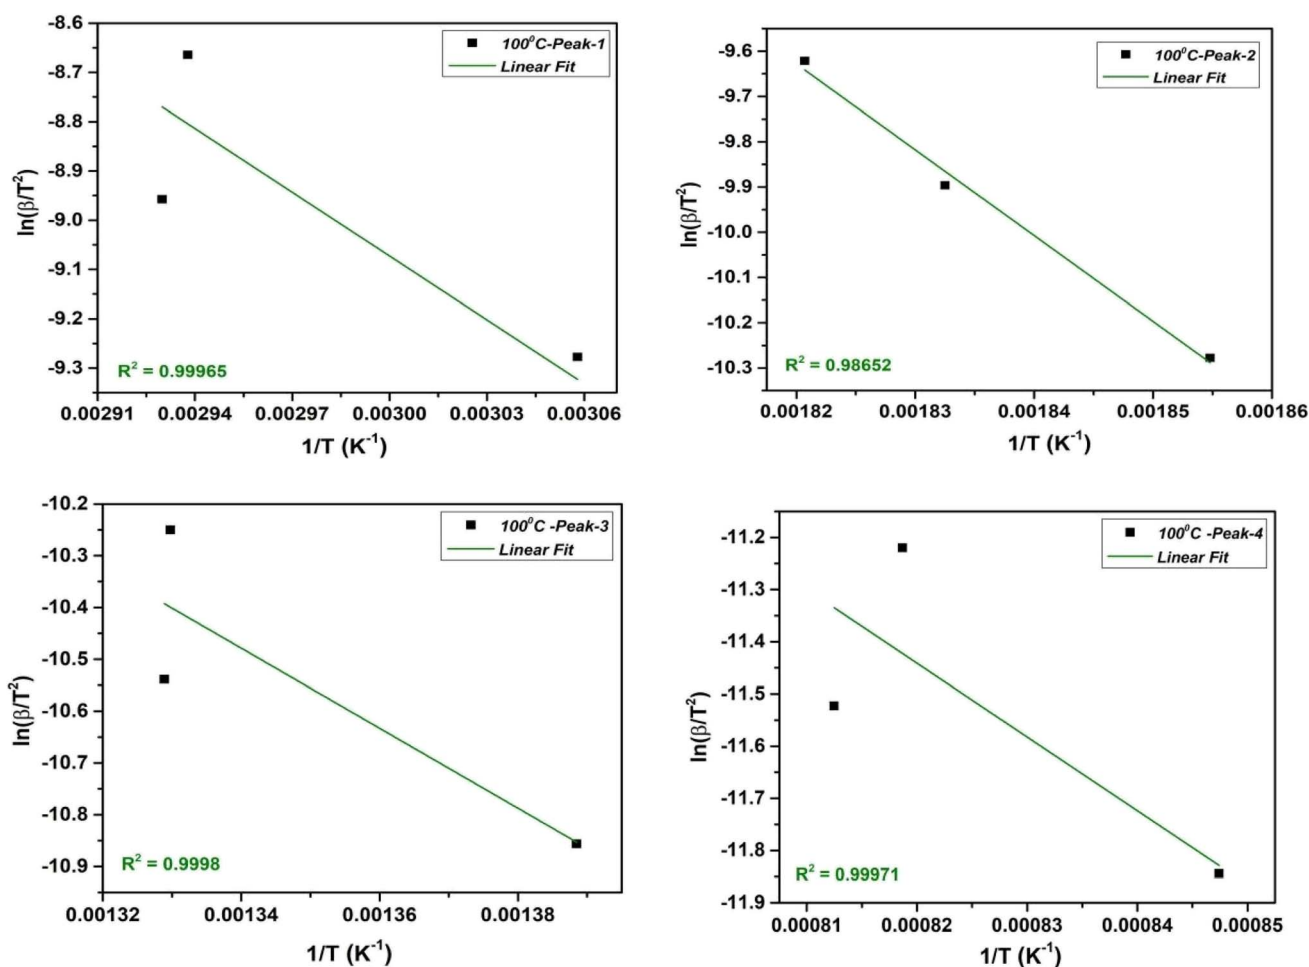 -8.6
-8.7
-8.8
-8.9
-9.0
-9.1
-9.2
-9.3
ln(β/T²)
100⁰C-Peak-1
Linear Fit
R² = 0.99965
0.00291 0.00294 0.00297 0.00300 0.00303 0.00306
1/T (K⁻¹)
-9.6
-9.7
-9.8
-9.9
-10.0
-10.1
-10.2
-10.3
ln(β/T²)
100⁰C-Peak-2
Linear Fit
R² = 0.98652
0.00182 0.00183 0.00184 0.00185 0.00186
1/T (K⁻¹)
-10.2
-10.3
-10.4
-10.5
-10.6
-10.7
-10.8
-10.9
ln(β/T²)
100⁰C -Peak-3
Linear Fit
R² = 0.9998
0.00132 0.00134 0.00136 0.00138
1/T (K⁻¹)
-11.2
-11.3
-11.4
-11.5
-11.6
-11.7
-11.8
-11.9
ln(β/T²)
100⁰C -Peak-4
Linear Fit
R² = 0.99971
0.00081 0.00082 0.00083 0.00084 0.00085
1/T (K⁻¹)